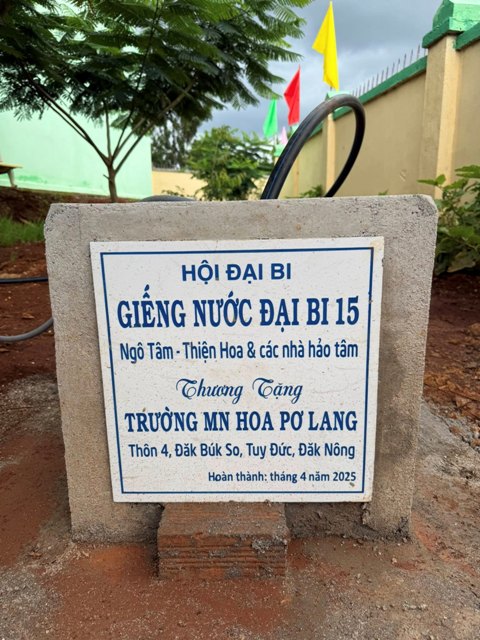 HỘI ĐẠI BI
GIẾNG NƯỚC ĐẠI BI 15
Ngô Tâm - Thiện Hoa & các nhà hảo tâm
Thương Tặng
TRƯỜNG MN HOA PƠ LANG
Thôn 4, Đăk Búk So, Tuy Đức, Đăk Nông
Hoàn thành: tháng 4 năm 2025